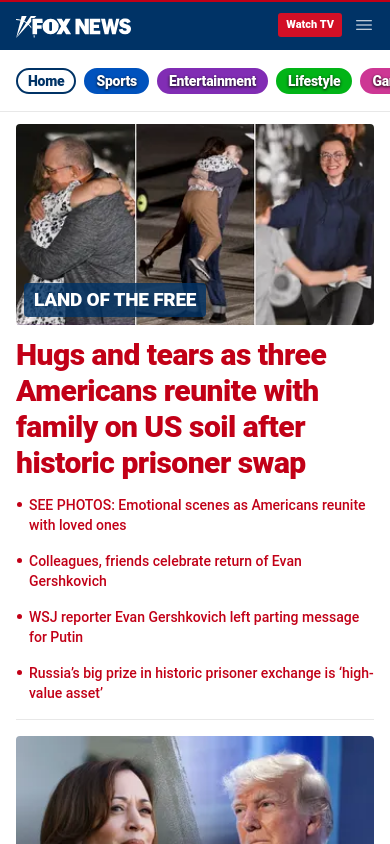 FOX NEWS
Watch TV
Home
Sports
Entertainment
Lifestyle
LAND OF THE FREE
Hugs and tears as three
Americans reunite with
family on US soil after
historic prisoner swap
• SEE PHOTOS: Emotional scenes as Americans reunite
with loved ones
• Colleagues, friends celebrate return of Evan
Gershkovich
• WSJ reporter Evan Gershkovich left parting message
for Putin
• Russia’s big prize in historic prisoner exchange is ‘high-
value asset’